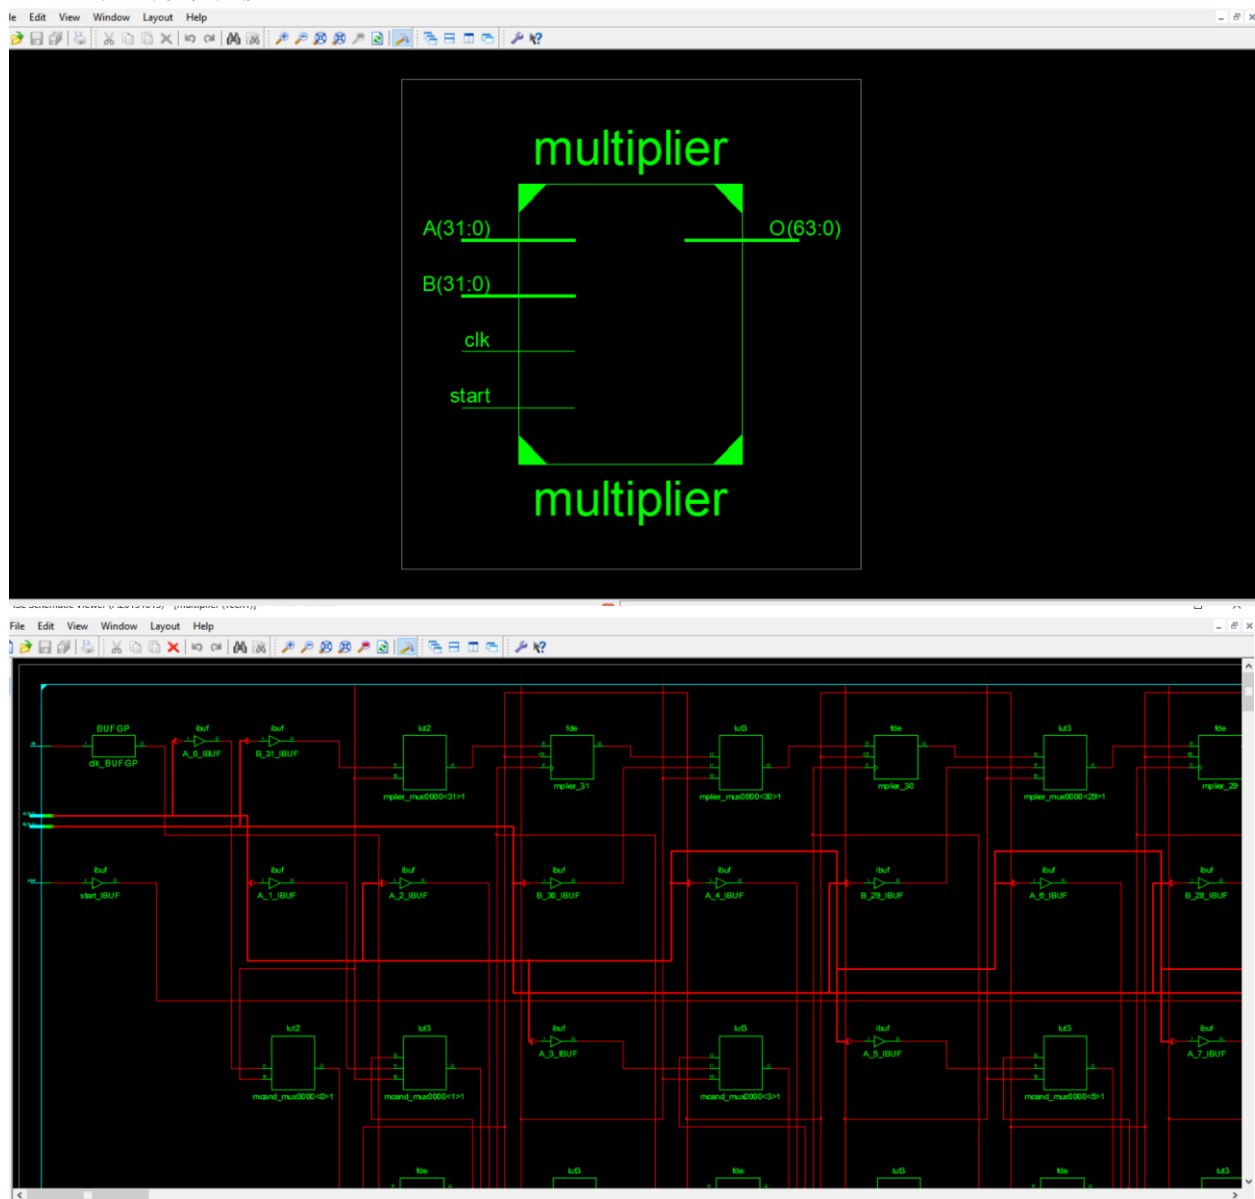 le Edit View Window Layout Help
multiplier
A(31:0)
O(63:0)
B(31:0)
clk
start
multiplier
File Edit View Window Layout Help
BUFGP
ibuf
ibuf
lut2
fde
lut3
fde
lut3
fde
clk_BUFGP
A_0_IBUF
B_31_IBUF
mplier_mux0000<31>1
mplier_31
mplier_mux0000<30>1
mplier_30
mplier_mux0000<29>1
mplier_29
ibuf
ibuf
ibuf
ibuf
ibuf
ibuf
ibuf
ibuf
start_IBUF
A_1_IBUF
A_2_IBUF
B_30_IBUF
A_4_IBUF
B_29_IBUF
A_6_IBUF
B_28_IBUF
lut2
lut3
ibuf
lut3
ibuf
lut3
ibuf
A_3_IBUF
A_5_IBUF
A_7_IBUF
mcand_mux0000<0>1
mcand_mux0000<1>1
mcand_mux0000<3>1
mcand_mux0000<5>1
fde
lut3
fde
lut3
fde
lut3